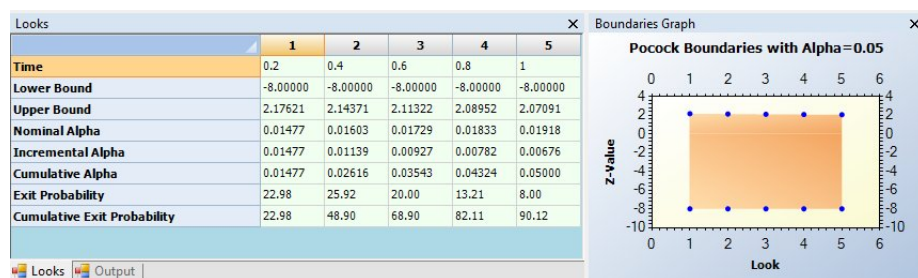 Looks
1 2 3 4 5
Time 0.2 0.4 0.6 0.8 1
Lower Bound -8.00000 -8.00000 -8.00000 -8.00000 -8.00000
Upper Bound 2.17621 2.14371 2.11322 2.08952 2.07091
Nominal Alpha 0.01477 0.01603 0.01729 0.01833 0.01918
Incremental Alpha 0.01477 0.01139 0.00927 0.00782 0.00676
Cumulative Alpha 0.01477 0.02616 0.03543 0.04324 0.05000
Exit Probability 22.98 25.92 20.00 13.21 8.00
Cumulative Exit Probability 22.98 48.90 68.90 82.11 90.12
Looks Output
Boundaries Graph
Pocock Boundaries with Alpha=0.05
0 1 2 3 4 5 6
4 4
2 2
0 0
-2 -2
-4 -4
-6 -6
-8 -8
-10 -10
Z-Value
0 1 2 3 4 5 6
Look